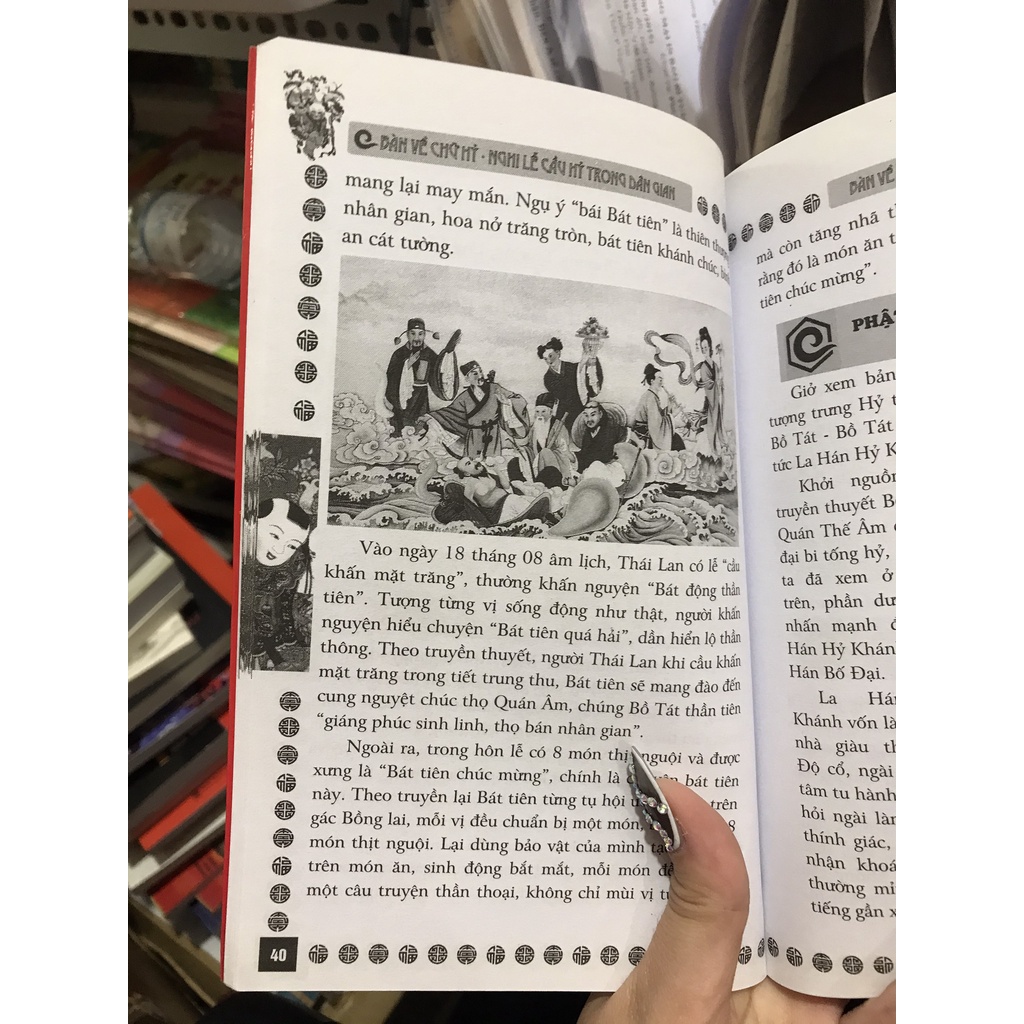 BÀN VỀ CHỮ HỶ - NGHI LỄ CẦU HỶ TRONG DÂN GIAN
mang lại may mắn. Ngụ ý “bái Bát tiên” là thiên
nhân gian, hoa nở trăng tròn, bát tiên khánh chúc,
an cát tường.
Vào ngày 18 tháng 08 âm lịch, Thái Lan có lễ “cầu
khấn mặt trăng”, thường khấn nguyện “Bát động thần
tiên”. Tượng từng vị sống động như thật, người khấn
nguyện hiểu chuyện “Bát tiên quá hải”, dần hiển lộ thần
thông. Theo truyền thuyết, người Thái Lan khi cầu khấn
mặt trăng trong tiết trung thu, Bát tiên sẽ mang đào đến
cung nguyệt chúc thọ Quán Âm, chúng Bồ Tát thần tiên
“giáng phúc sinh linh, thọ bán nhân gian”.
Ngoài ra, trong hôn lễ có 8 món thịt nguội và được
xưng là “Bát tiên chúc mừng”, chính là bát tiên
này. Theo truyền lại Bát tiên từng tụ hội trên
gác Bồng lai, mỗi vị đều chuẩn bị một món, 8
món thịt nguội. Lại dùng bảo vật của mình
trên món ăn, sinh động bắt mắt, mỗi món
một câu truyện thần thoại, không chỉ mùi vị
40
BÀN VỀ
mà còn tăng nhã
rằng đó là món ăn
tiên chúc mừng”.
Giở xem bản
tượng trưng Hỷ
Bồ Tát - Bồ Tát
tức La Hán Hỷ
Khởi nguồn
truyền thuyết
Quán Thế Âm
đại bi tống hỷ,
ta đã xem ở
trên, phần
nhấn mạnh
Hán Hỷ Khánh
Hán Bố Đại.
La Hán
Khánh vốn là
nhà giàu
Độ cổ, ngài
tâm tu hành
hỏi ngài làm
thính giác,
nhận
thường
tiếng gần